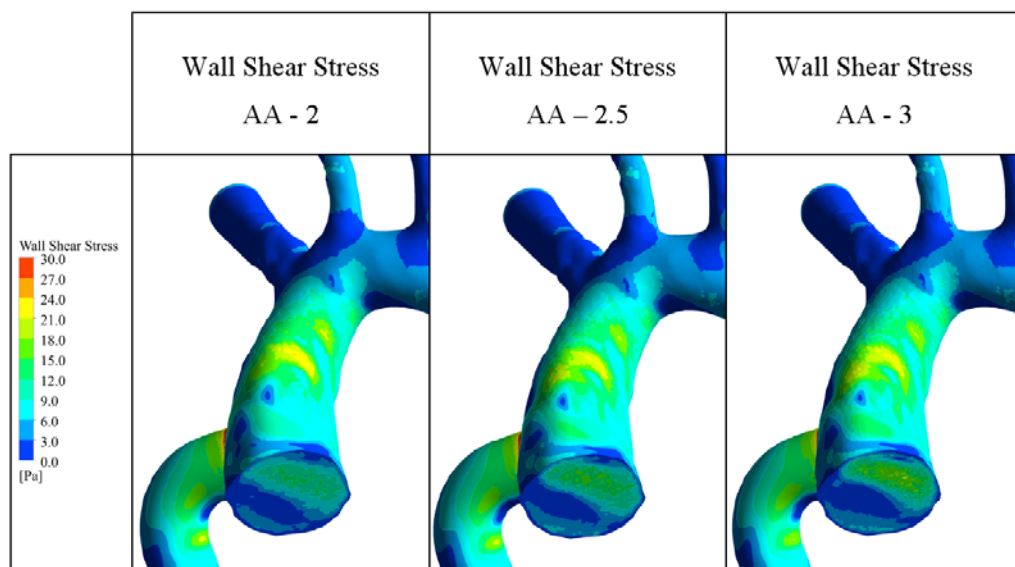 Wall Shear Stress
AA - 2
Wall Shear Stress
AA – 2.5
Wall Shear Stress
AA - 3
Wall Shear Stress
30.0
27.0
24.0
21.0
18.0
15.0
12.0
9.0
6.0
3.0
0.0
[Pa]